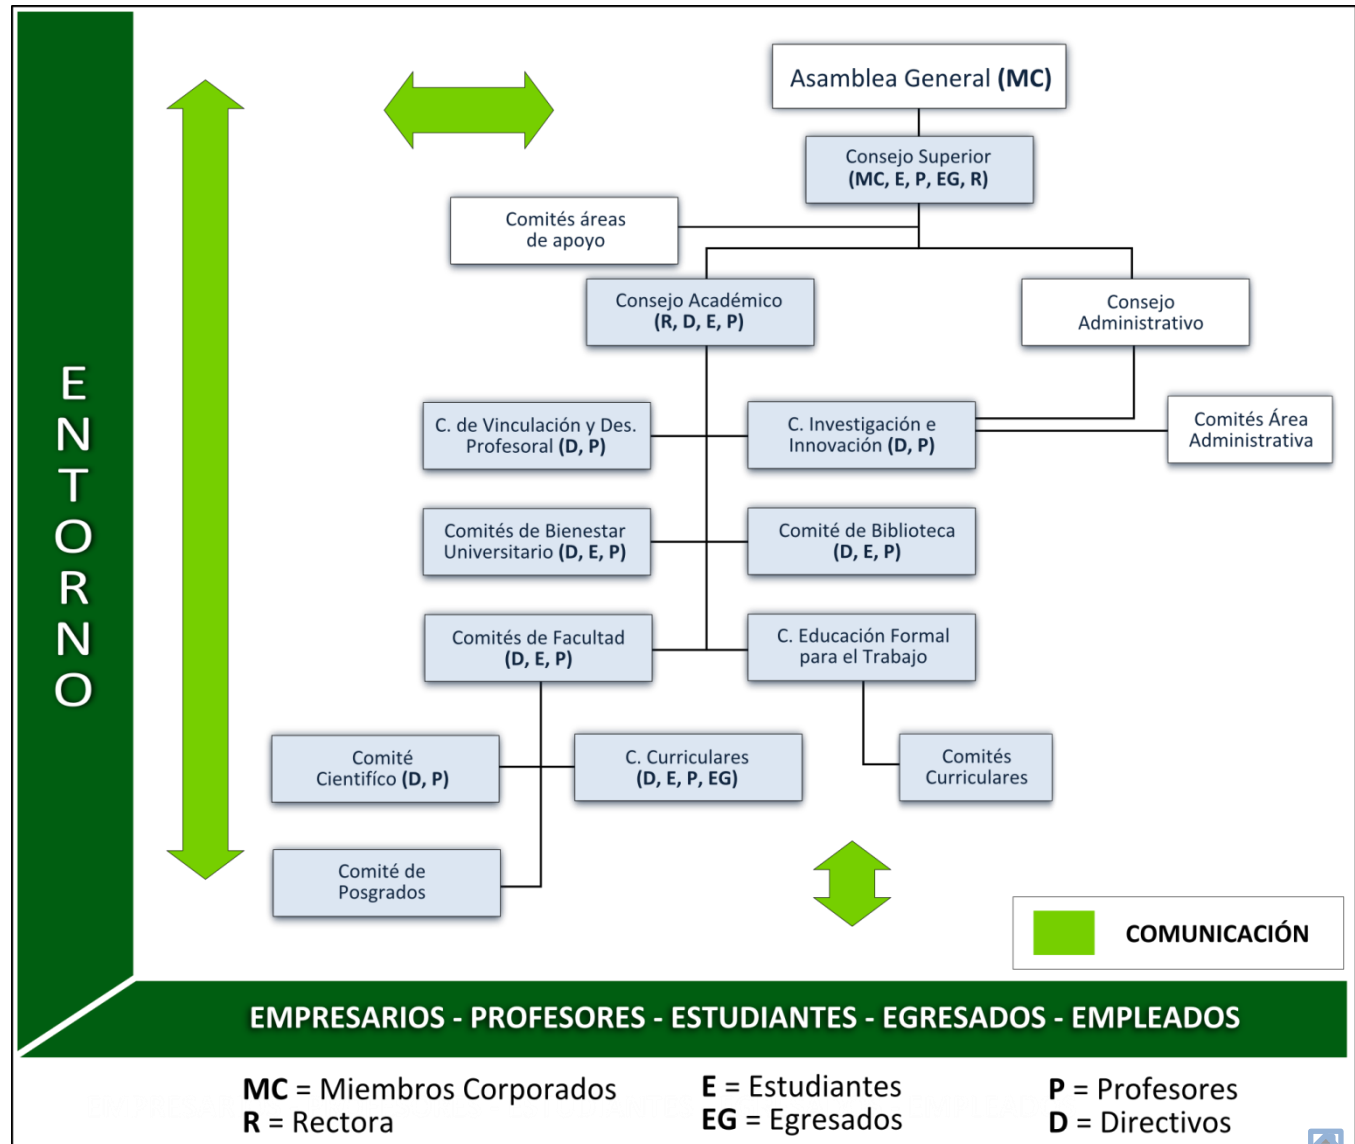 ENTORNO
Asamblea General (MC)
Consejo Superior
(MC, E, P, EG, R)
Comités áreas
de apoyo
Consejo Académico
(R, D, E, P)
Consejo
Administrativo
C. de Vinculación y Des.
Profesoral (D, P)
C. Investigación e
Innovación (D, P)
Comités Área
Administrativa
Comités de Bienestar
Universitario (D, E, P)
Comité de Biblioteca
(D, E, P)
Comités de Facultad
(D, E, P)
C. Educación Formal
para el Trabajo
Comité
Cientifíco (D, P)
C. Curriculares
(D, E, P, EG)
Comités
Curriculares
Comité de
Posgrados
COMUNICACIÓN
EMPRESARIOS - PROFESORES - ESTUDIANTES - EGRESADOS - EMPLEADOS
MC = Miembros Corporados
E = Estudiantes
P = Profesores
R = Rectora
EG = Egresados
D = Directivos